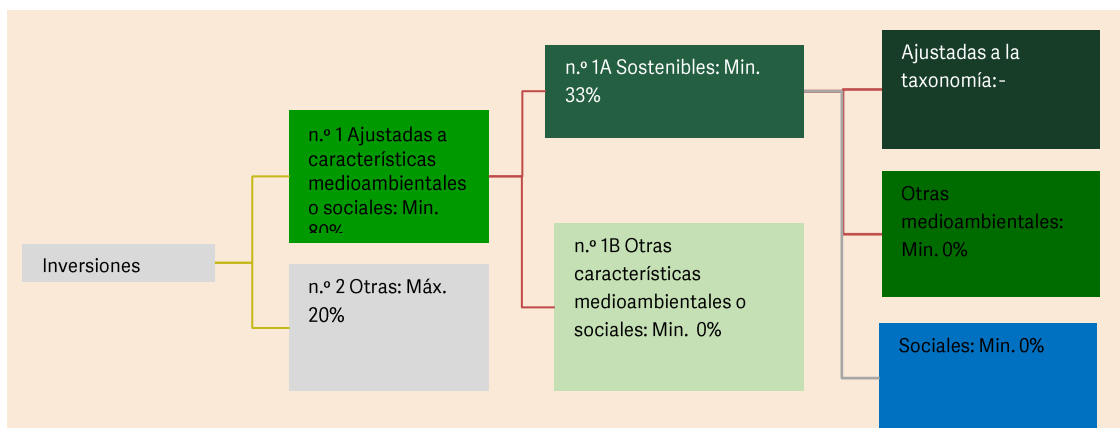 Inversiones
n.º 1 Ajustadas a
características
medioambientales
o sociales: Min.
80%
n.º 2 Otras: Máx.
20%
n.º 1A Sostenibles: Min.
33%
n.º 1B Otras
características
medioambientales o
sociales: Min. 0%
Ajustadas a la
taxonomía:-
Otras
medioambientales:
Min. 0%
Sociales: Min. 0%